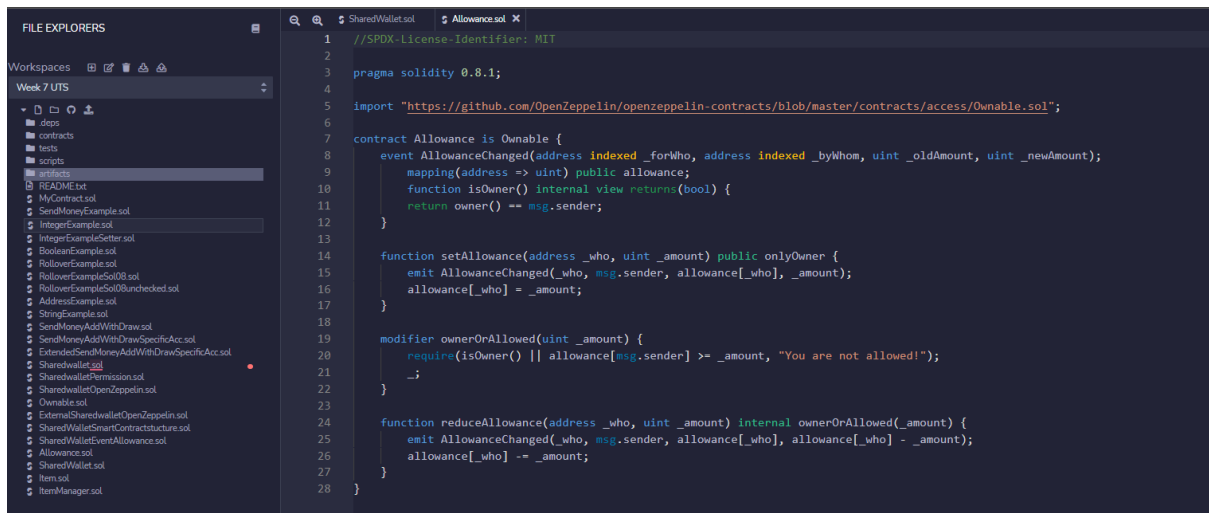 FILE EXPLORERS
Workspaces
Week 7 UTS
.deps
contracts
tests
scripts
artifacts
README.txt
MyContract.sol
SendMoneyExample.sol
IntegerExample.sol
IntegerExampleSetter.sol
BooleanExample.sol
RolloverExample.sol
RolloverExampleSol08.sol
RolloverExampleSol08unchecked.sol
AddressExample.sol
StringExample.sol
SendMoneyAddWithDraw.sol
SendMoneyAddWithDrawSpecificAcc.sol
ExtendedSendMoneyAddWithDrawSpecificAcc.sol
Sharedwallet.sol
SharedwalletPermission.sol
SharedwalletOpenZeppelin.sol
Ownable.sol
ExternalSharedwalletOpenZeppelin.sol
SharedWalletSmartContractstucture.sol
SharedWalletEventAllowance.sol
Allowance.sol
SharedWallet.sol
Item.sol
ItemManager.sol
SharedWallet.sol Allowance.sol
1 //SPDX-License-Identifier: MIT
2
3 pragma solidity 0.8.1;
4
5 import "https://github.com/OpenZeppelin/openzeppelin-contracts/blob/master/contracts/access/Ownable.sol";
6
7 contract Allowance is Ownable {
8 event AllowanceChanged(address indexed _forWho, address indexed _byWhom, uint _oldAmount, uint _newAmount);
9 mapping(address => uint) public allowance;
10 function isOwner() internal view returns(bool) {
11 return owner() == msg.sender;
12 }
13
14 function setAllowance(address _who, uint _amount) public onlyOwner {
15 emit AllowanceChanged(_who, msg.sender, allowance[_who], _amount);
16 allowance[_who] = _amount;
17 }
18
19 modifier ownerOrAllowed(uint _amount) {
20 require(isOwner() || allowance[msg.sender] >= _amount, "You are not allowed!");
21 _;
22 }
23
24 function reduceAllowance(address _who, uint _amount) internal ownerOrAllowed(_amount) {
25 emit AllowanceChanged(_who, msg.sender, allowance[_who], allowance[_who] - _amount);
26 allowance[_who] -= _amount;
27 }
28 }